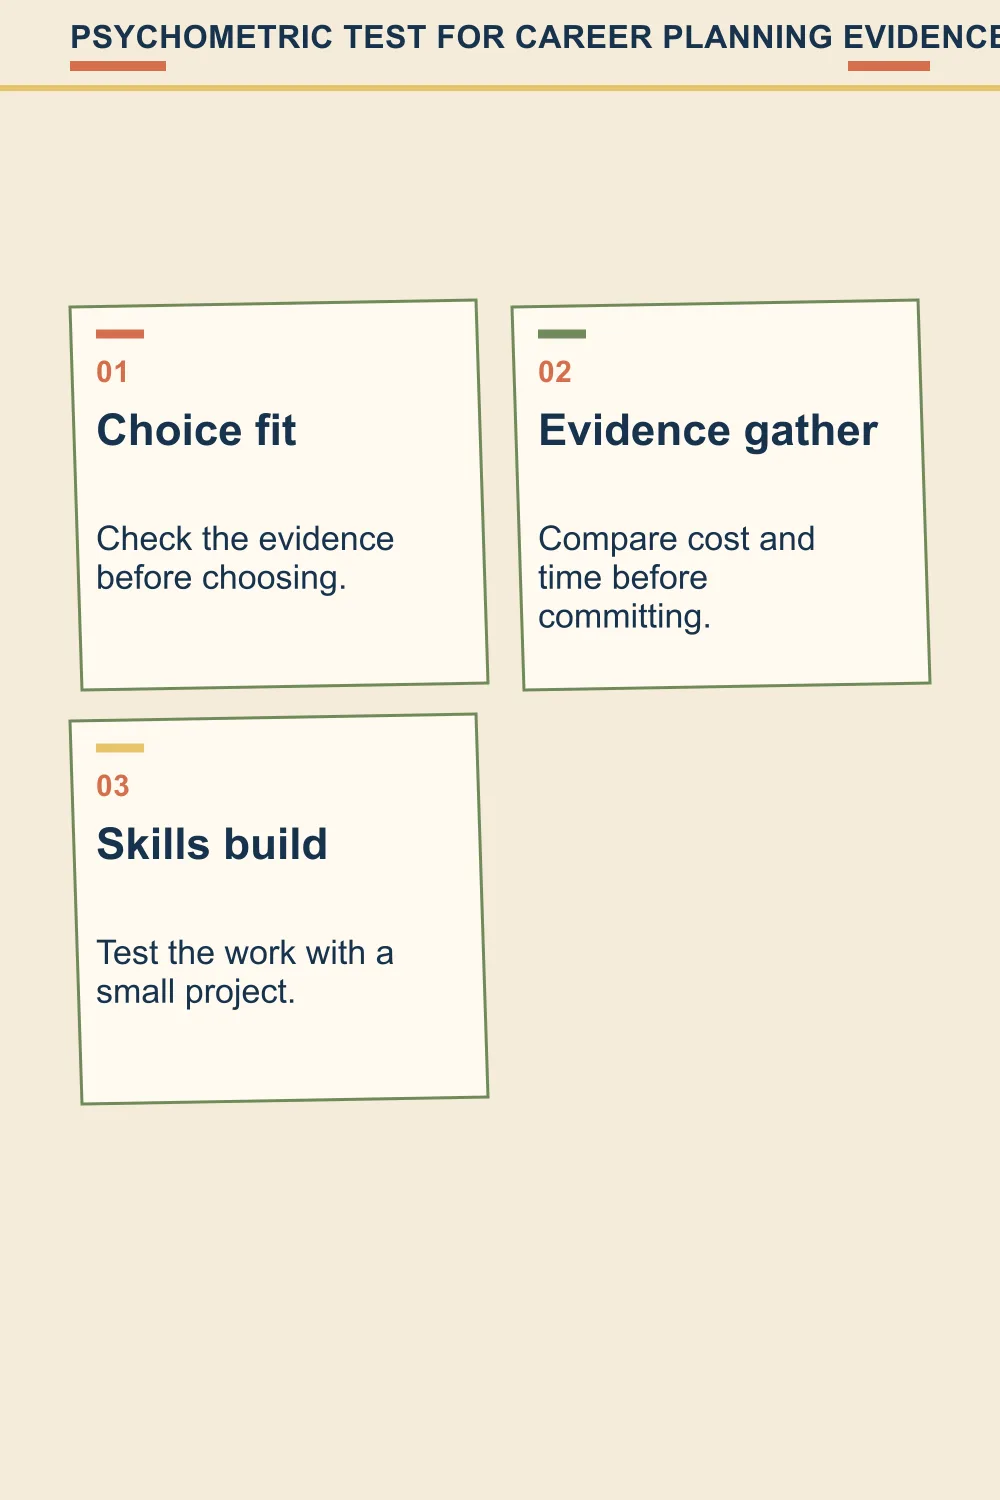 PSYCHOMETRIC TEST FOR CAREER PLANNING EVIDENCE
01
Choice fit
Check the evidence
before choosing.
02
Evidence gather
Compare cost and
time before
committing.
03
Skills build
Test the work with a
small project.